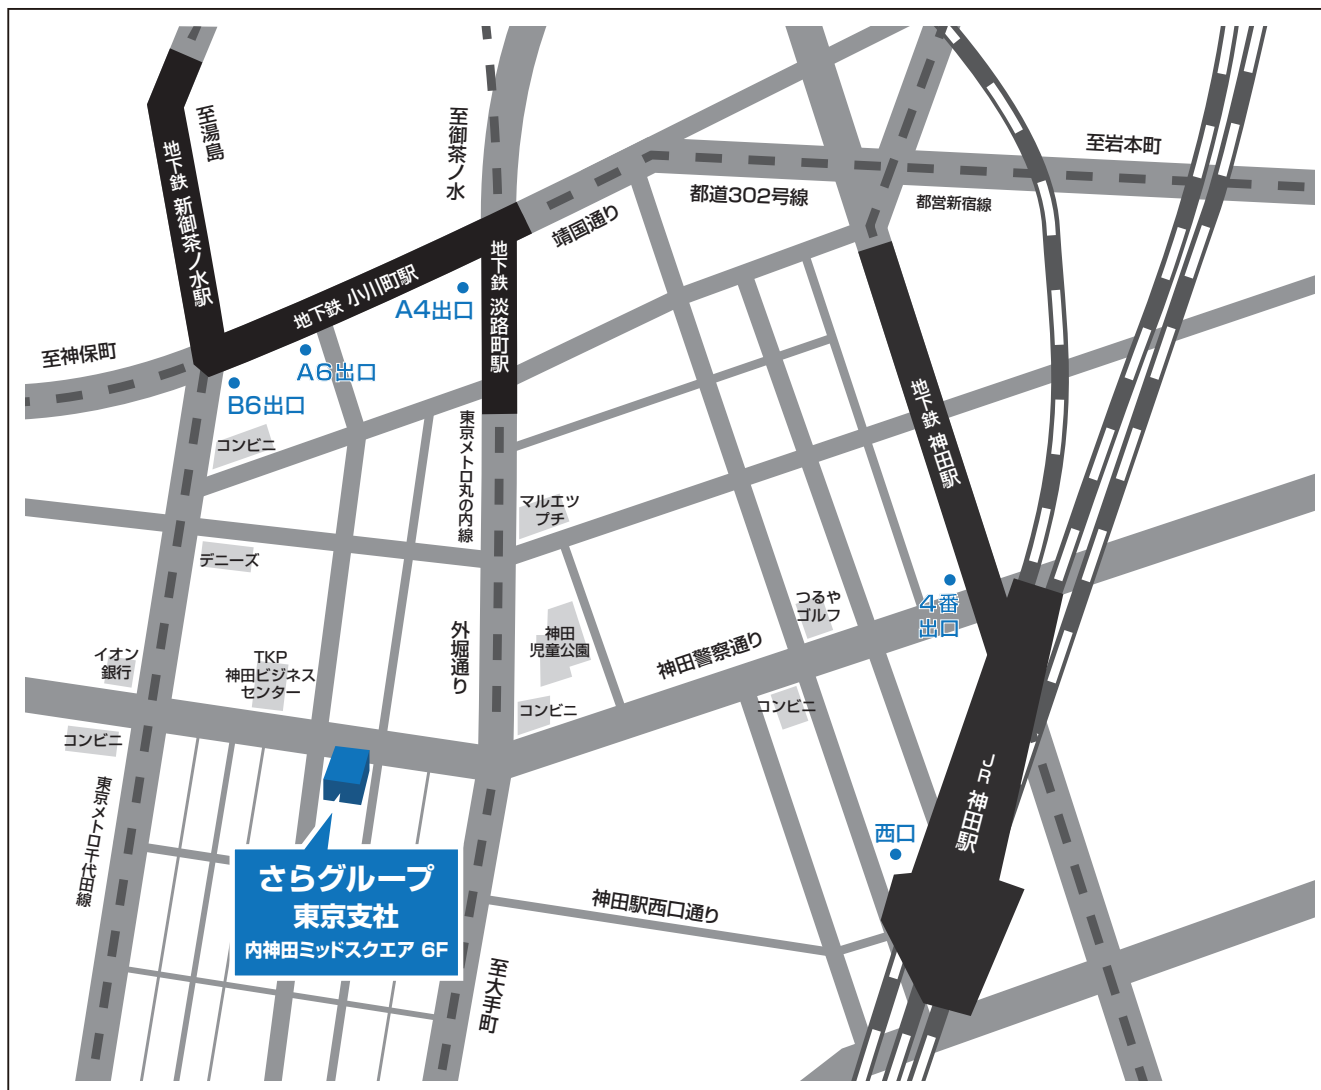 至湯島
至御茶ノ水
至岩本町
地下鉄 新御茶ノ水駅
都道302号線
都営新宿線
靖国通り
地下鉄 小川町駅
地下鉄 淡路町駅
A4出口
至神保町
A6出口
B6出口
地下鉄 神田駅
コンビニ
東京メトロ丸の内線
マルエツ
プチ
デニーズ
4番
出口
つるや
ゴルフ
外堀通り
神田
児童公園
神田警察通り
イオン
銀行
TKP
神田ビジネス
センター
コンビニ
コンビニ
コンビニ
東京メトロ千代田線
JR 神田駅
西口
さらグループ
東京支社
内神田ミッドスクエア 6F
神田駅西口通り
至大手町